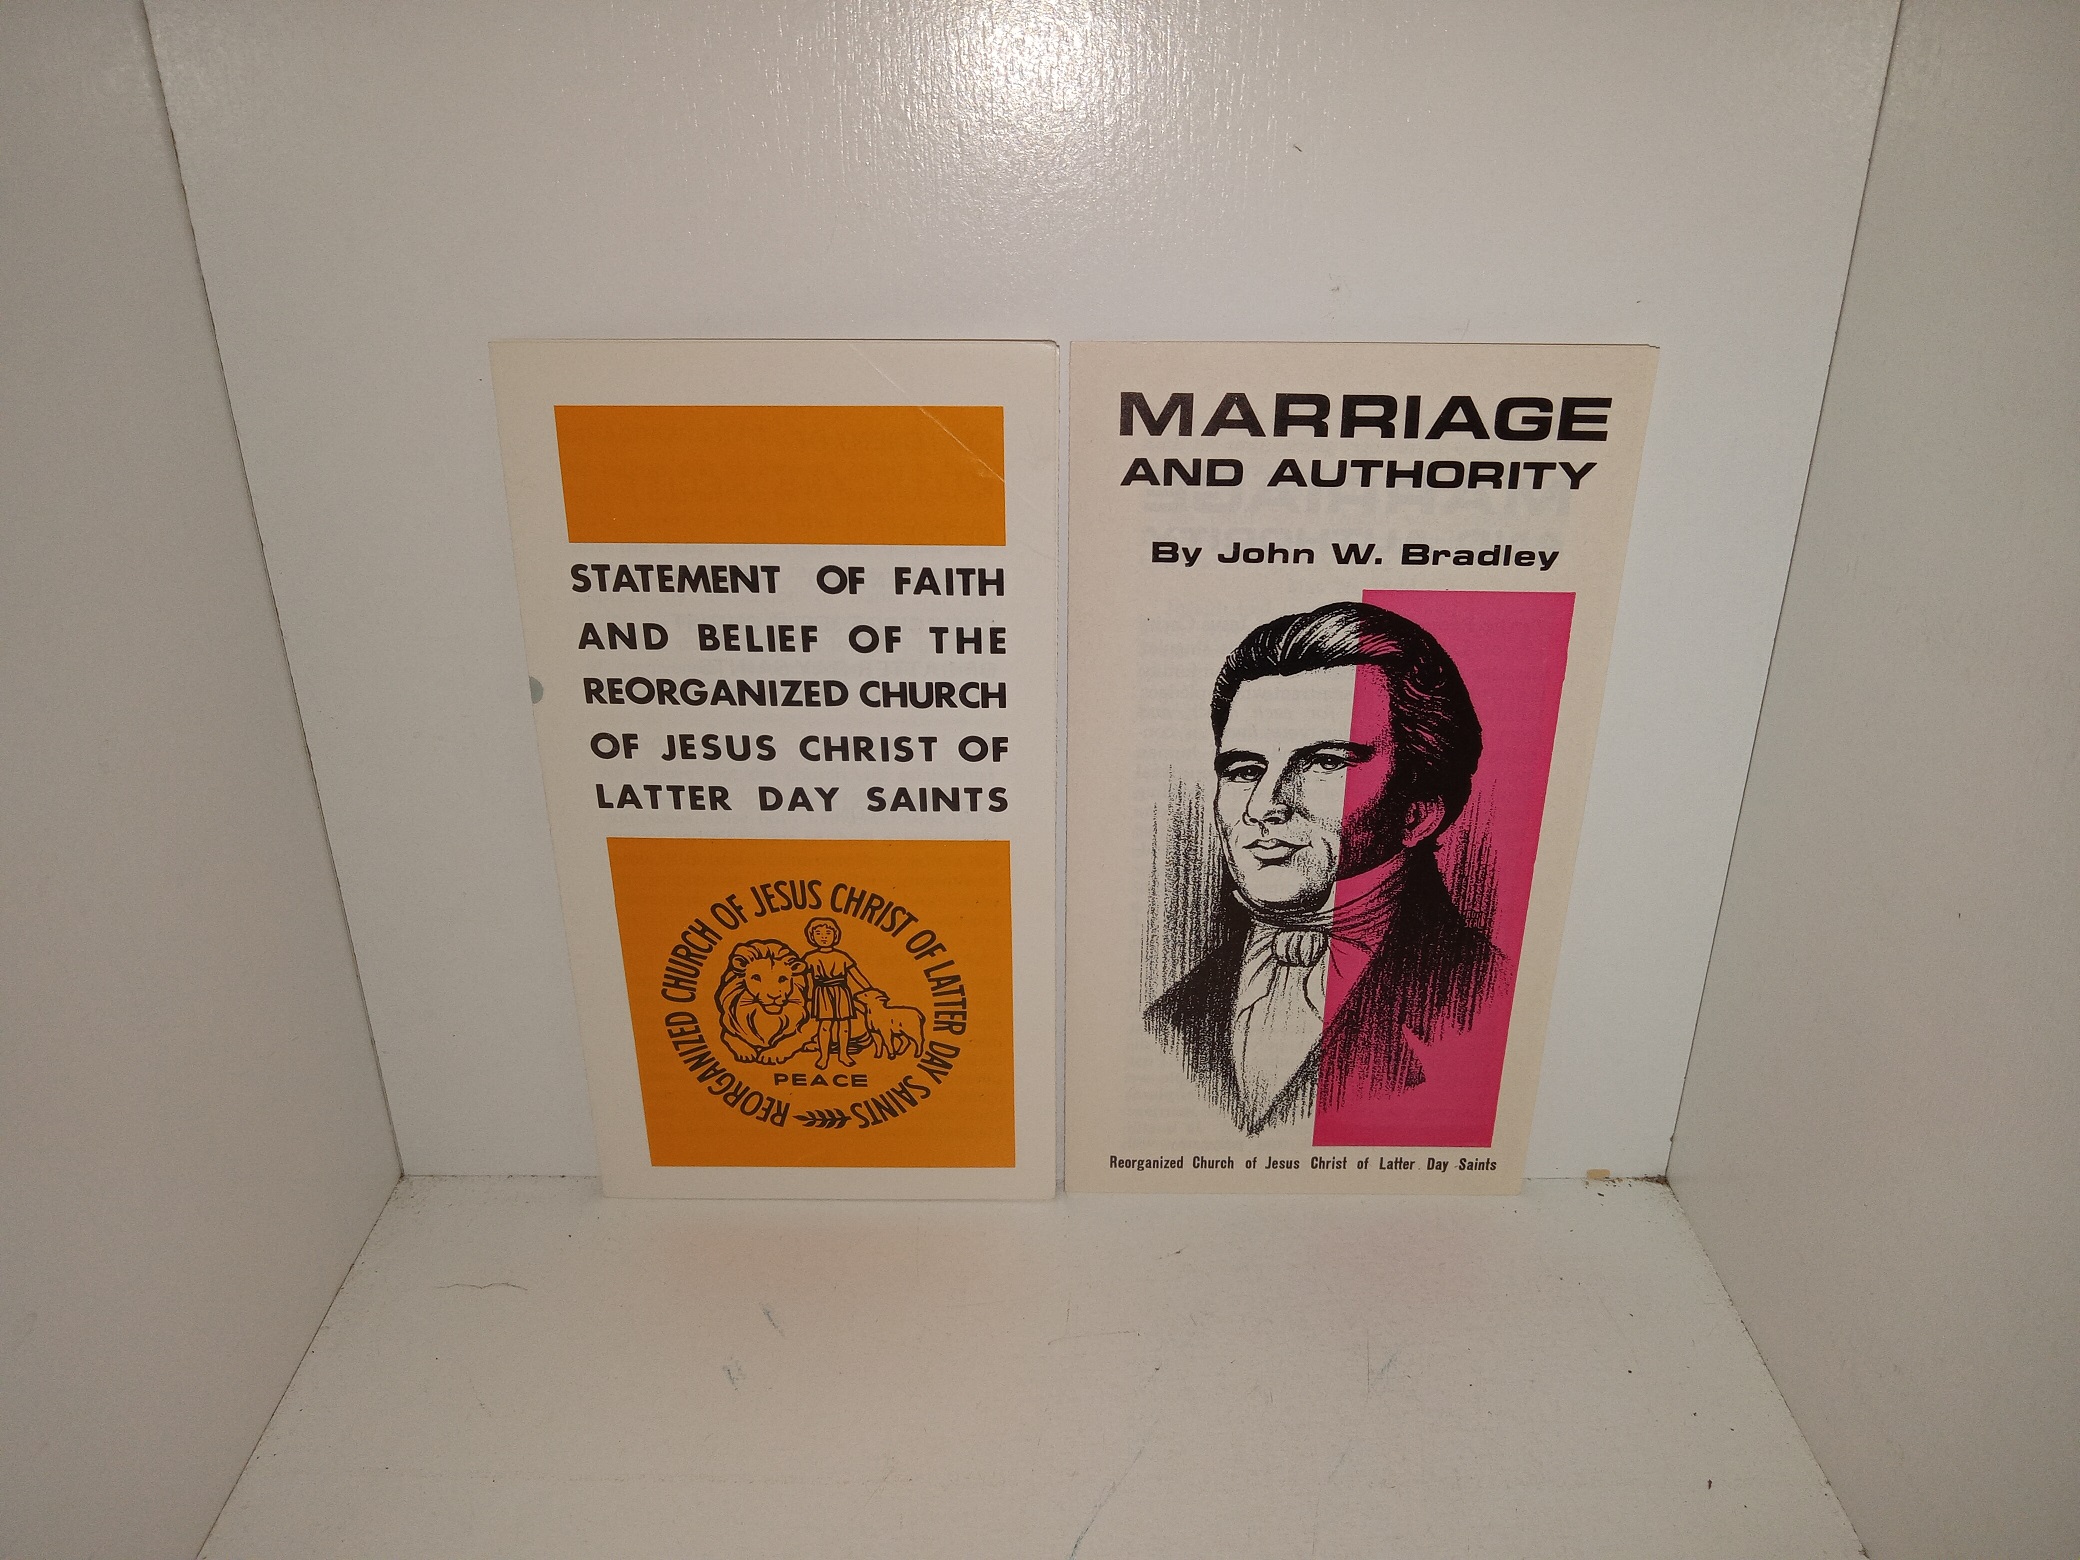 STATEMENT OF FAITH
AND BELIEF OF THE
REORGANIZED CHURCH
OF JESUS CHRIST OF
LATTER DAY SAINTS
REORGANIZED CHURCH OF JESUS CHRIST OF LATTER DAY SAINTS
PEACE
MARRIAGE
AND AUTHORITY
By John W. Bradley
Reorganized Church of Jesus Christ of Latter Day Saints